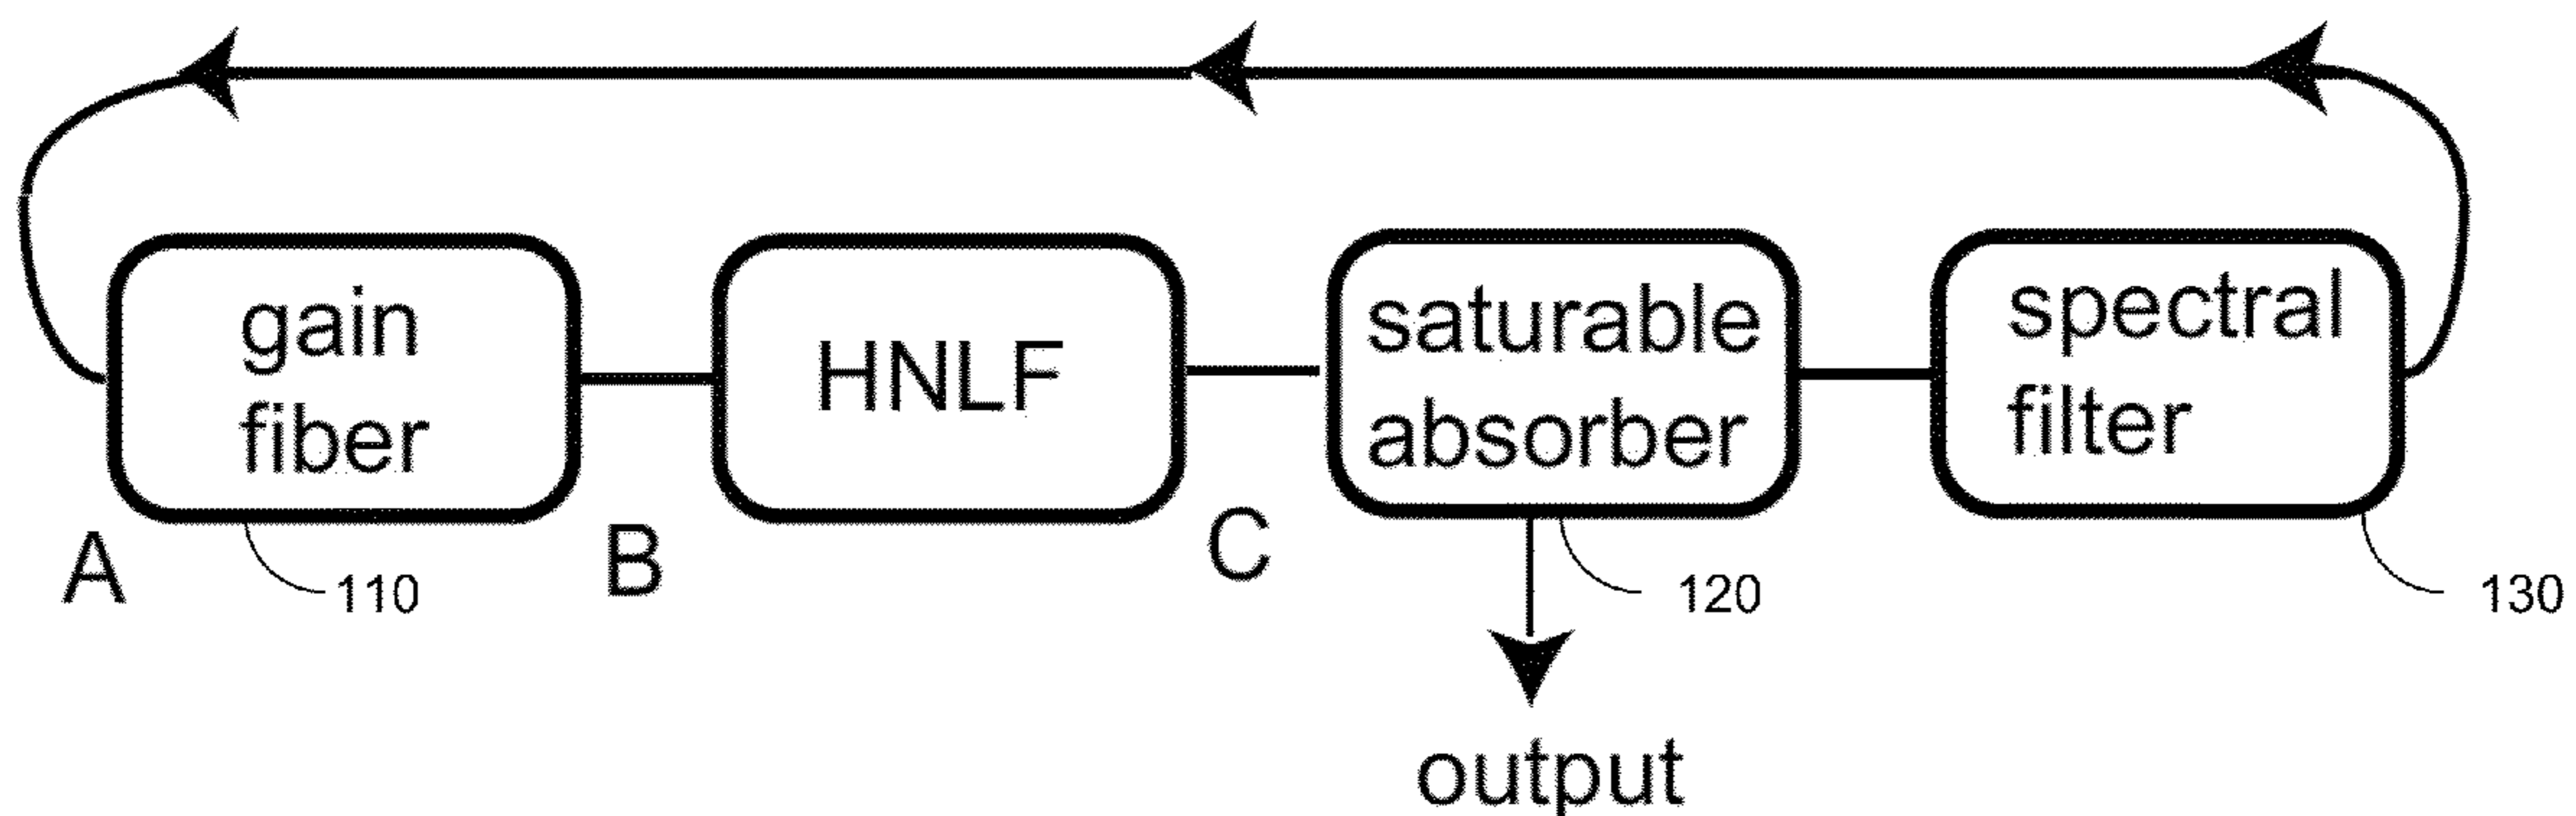 gain
fiber
HNLF
saturable
absorber
spectral
filter
A
110
B
C
120
130
output